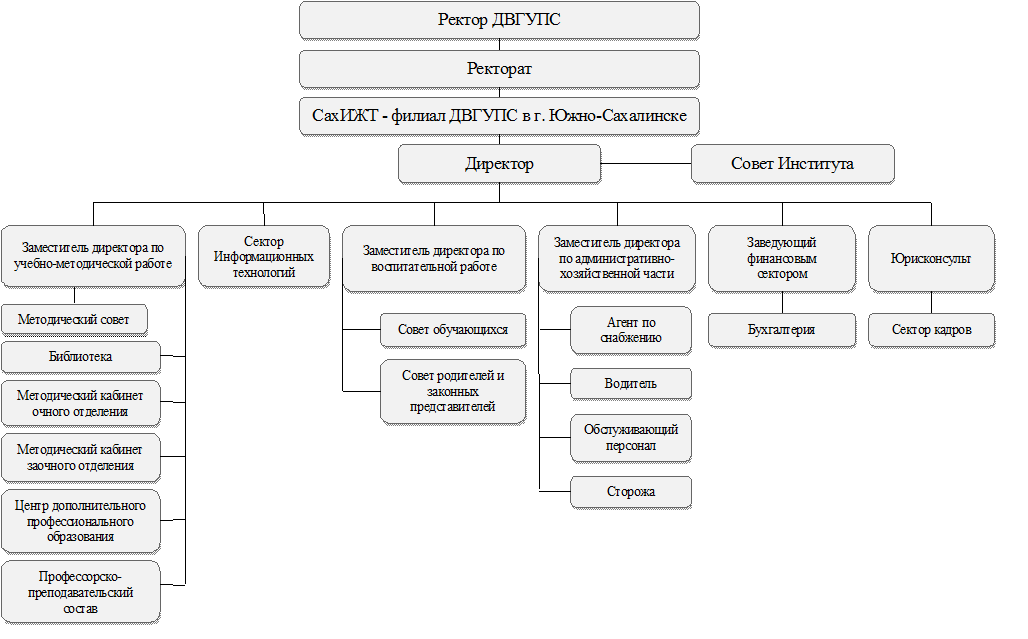 Ректор ДВГУПС
Ректорат
СахИЖТ - филиал ДВГУПС в г. Южно-Сахалинске
Директор
Совет Института
Заместитель директора по
учебно-методической работе
Сектор
Информационных
технологий
Заместитель директора по
воспитательной работе
Заместитель директора
по административно-
хозяйственной части
Заведующий
финансовым
сектором
Юрисконсульт
Методический совет
Библиотека
Методический кабинет
очного отделения
Методический кабинет
заочного отделения
Центр дополнительного
профессионального
образования
Профессорско-
преподавательский
состав
Совет обучающихся
Совет родителей и
законных
представителей
Агент по
снабжению
Водитель
Обслуживающий
персонал
Сторожа
Бухгалтерия
Сектор кадров